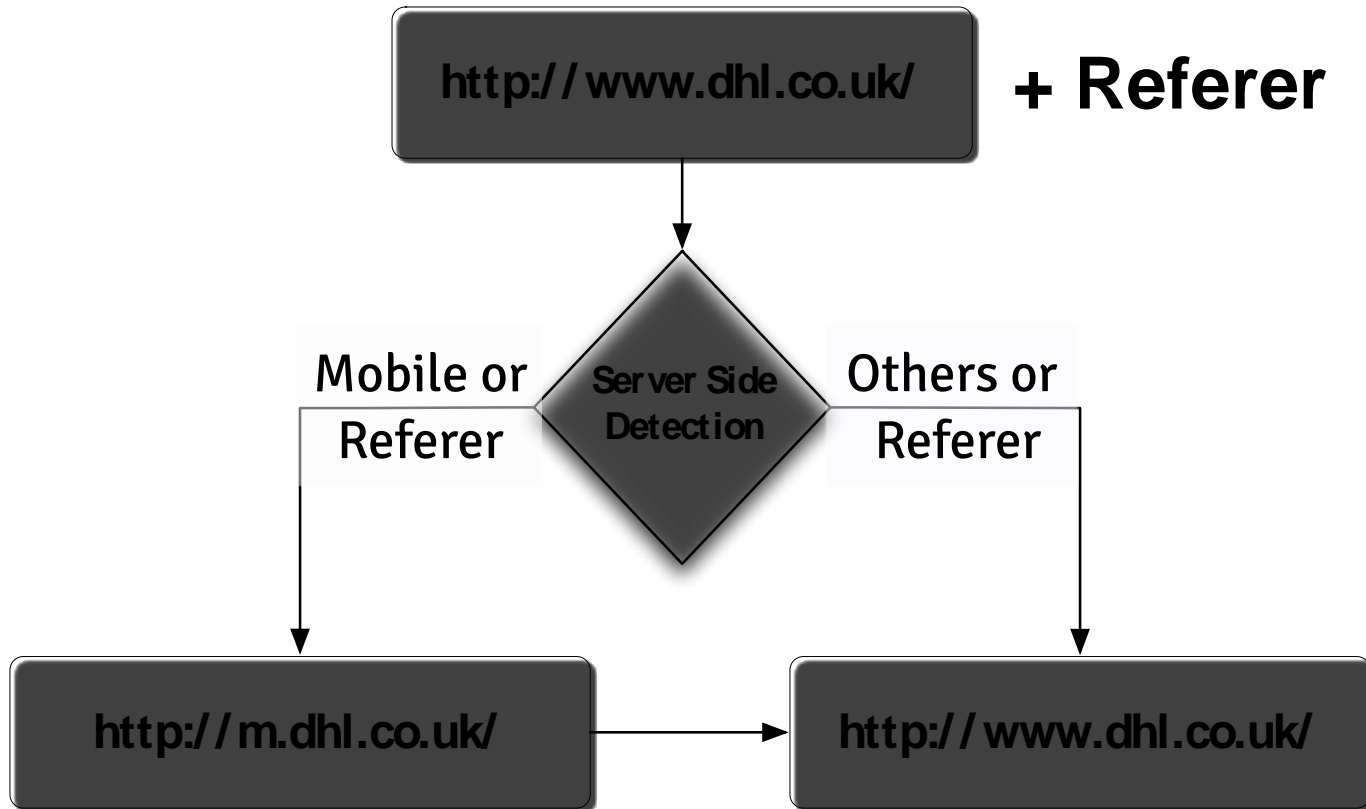 http://www.dhl.co.uk/
+ Referer
Mobile or
Referer
Server Side
Detection
Others or
Referer
http://m.dhl.co.uk/
http://www.dhl.co.uk/